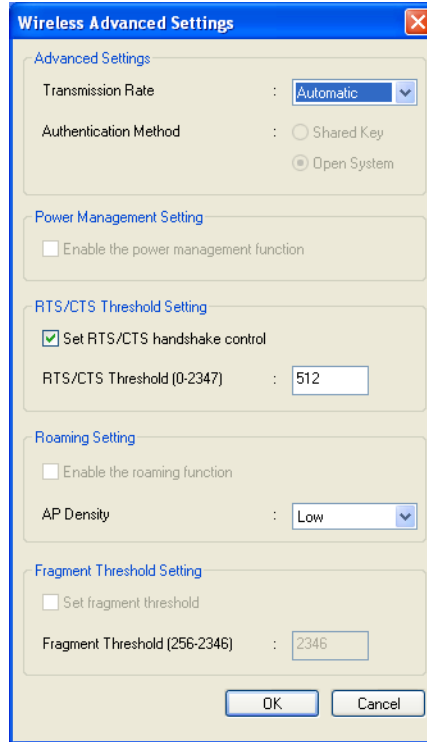 Wireless Advanced Settings
Advanced Settings
Transmission Rate : Automatic
Authentication Method : Shared Key
Open System
Power Management Setting
Enable the power management function
RTS/CTS Threshold Setting
Set RTS/CTS handshake control
RTS/CTS Threshold (0-2347) : 512
Roaming Setting
Enable the roaming function
AP Density : Low
Fragment Threshold Setting
Set fragment threshold
Fragment Threshold (256-2346) : 2346
OK Cancel